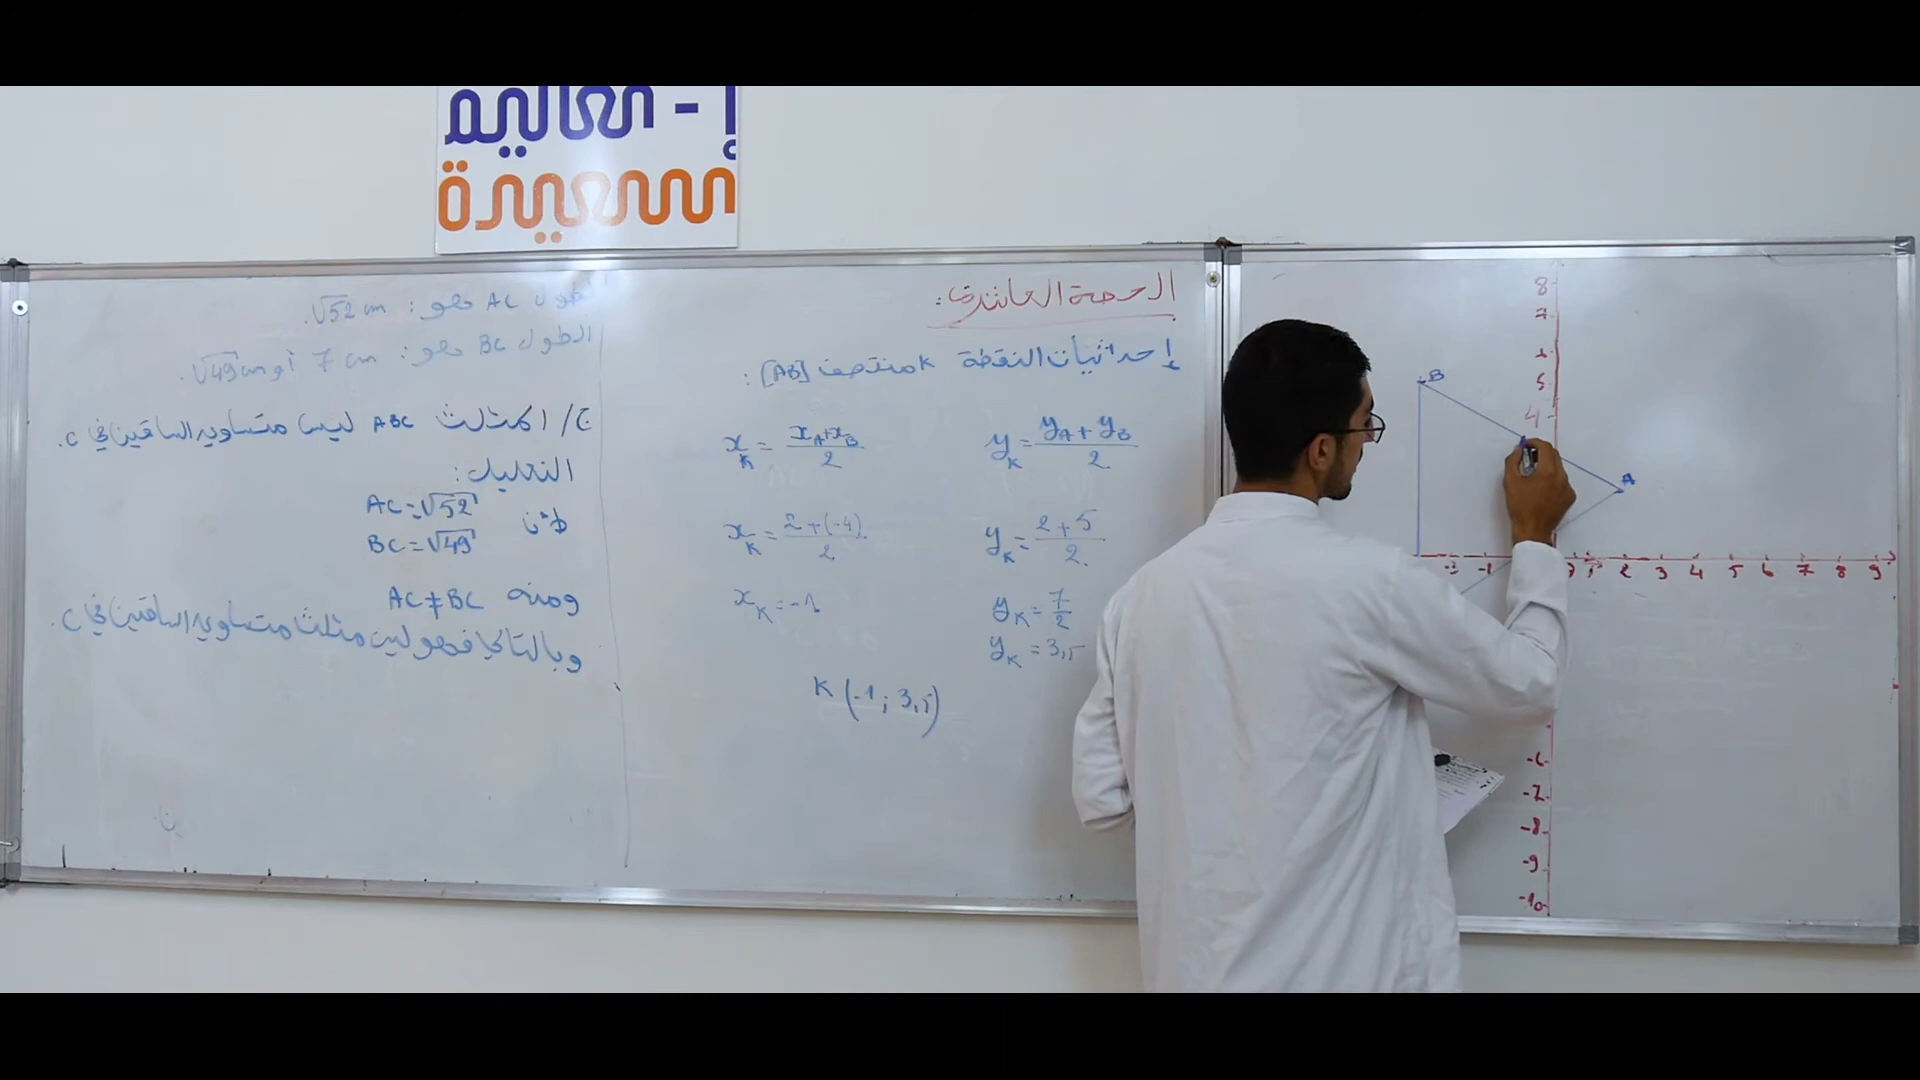 إ - تعاليم
سعيدة
الحصة العاشرة:
إحداثيات النقطة K منتصف [AB]:
x_K = (x_A + x_B)/2
y_K = (y_A + y_B)/2
x_K = (2+(-4))/2
y_K = (2+5)/2
x_K = -1
y_K = 7/2
y_K = 3,5
K (-1 ; 3,5)
الطول AC هو: √52 cm.
الطول BC هو: 7 cm أو √49 cm.
ج/ المثلث ABC ليس متساوي الساقين في C.
التعليل:
AC = √52
لأن
BC = √49
ومنه AC ≠ BC
وبالتالي فهو ليس مثلث متساوي الساقين في C.
8
7
6
5
4
B
A
-2 -1 1 2 3 4 5 6 7 8 9
-6
-7
-8
-9
-10